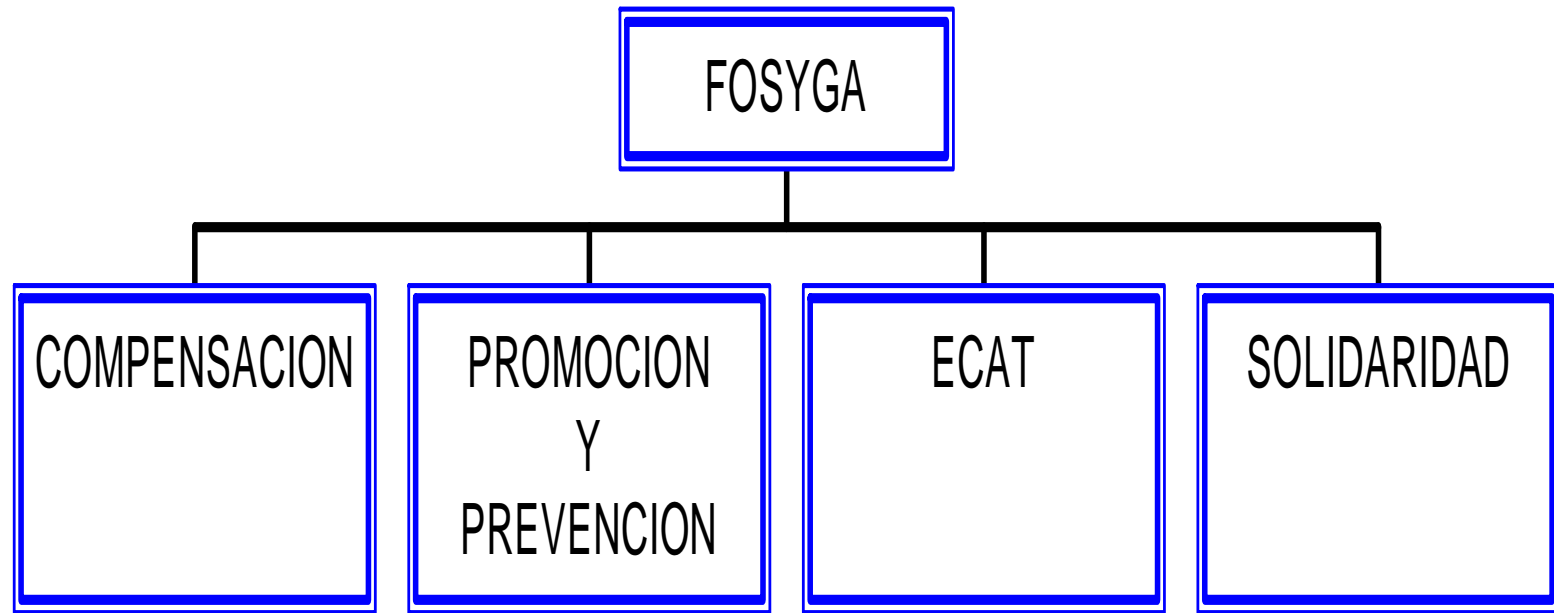 FOSYGA
COMPENSACION
PROMOCION
Y
PREVENCION
ECAT
SOLIDARIDAD